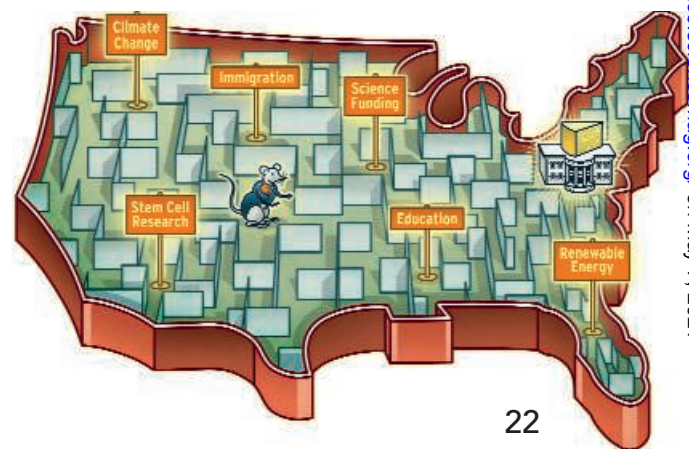 Climate
Change
Immigration
Science
Funding
Stem Cell
Research
Education
Renewable
Energy
22